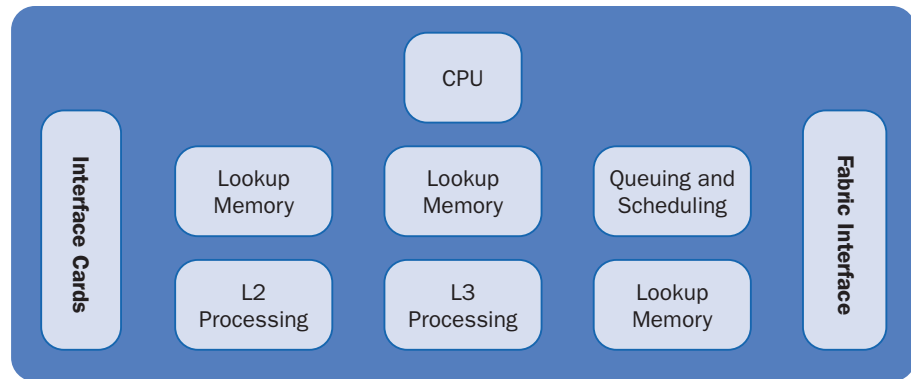 CPU
Interface Cards
Lookup
Memory
Lookup
Memory
Queuing and
Scheduling
L2
Processing
L3
Processing
Lookup
Memory
Fabric Interface